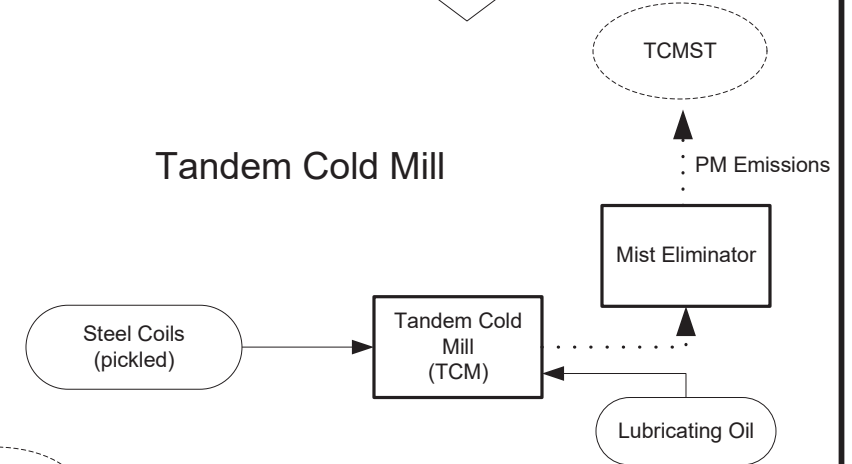 TCMST
Tandem Cold Mill
PM Emissions
Mist Eliminator
Steel Coils
(pickled)
Tandem Cold
Mill
(TCM)
Lubricating Oil